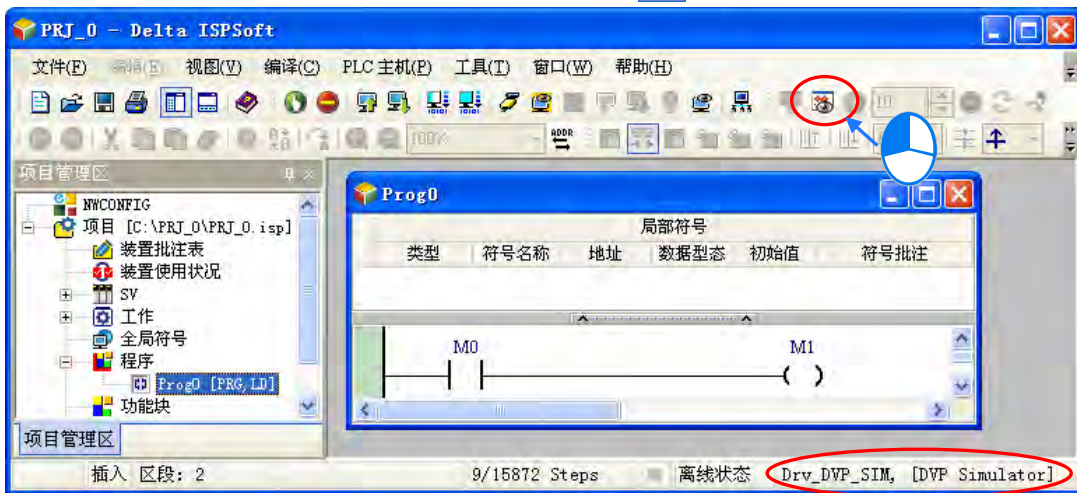 PRJ_0 - Delta ISPSoft
文件(F) 编辑(E) 视图(V) 编译(C) PLC 主机(P) 工具(T) 窗口(W) 帮助(H)
10
100%
ADDR
项目管理区
NWCONFIG
项目 [C:\PRJ_0\PRJ_0.isp]
装置批注表
装置使用状况
SV
工作
全局符号
程序
Prog0 [PRG,LD]
功能块
项目管理区
Prog0
局部符号
类型 符号名称 地址 数据型态 初始值 符号批注
M0 M1
插入 区段: 2 9/15872 Steps 离线状态 Drv_DVP_SIM, [DVP Simulator]